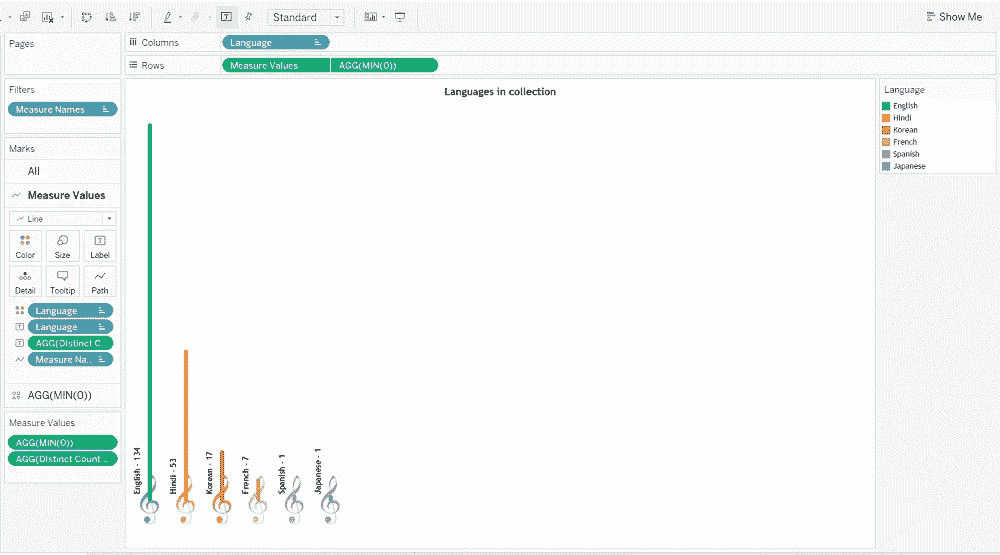 Standard
Show Me
Pages
Columns
Language
Rows
Measure Values
AGG(MIN(0))
Filters
Measure Names
Languages in collection
Language
English
Hindi
Korean
French
Spanish
Japanese
Marks
All
Measure Values
Line
Color
Size
Label
Detail
Tooltip
Path
Language
Language
AGG(DIstinct C..
Measure Na..
AGG(MIN(0))
Measure Values
AGG(MIN(0))
AGG(DIstinct Count ..
English - 134
Hindi - 53
Korean - 17
French - 7
Spanish - 1
Japanese - 1